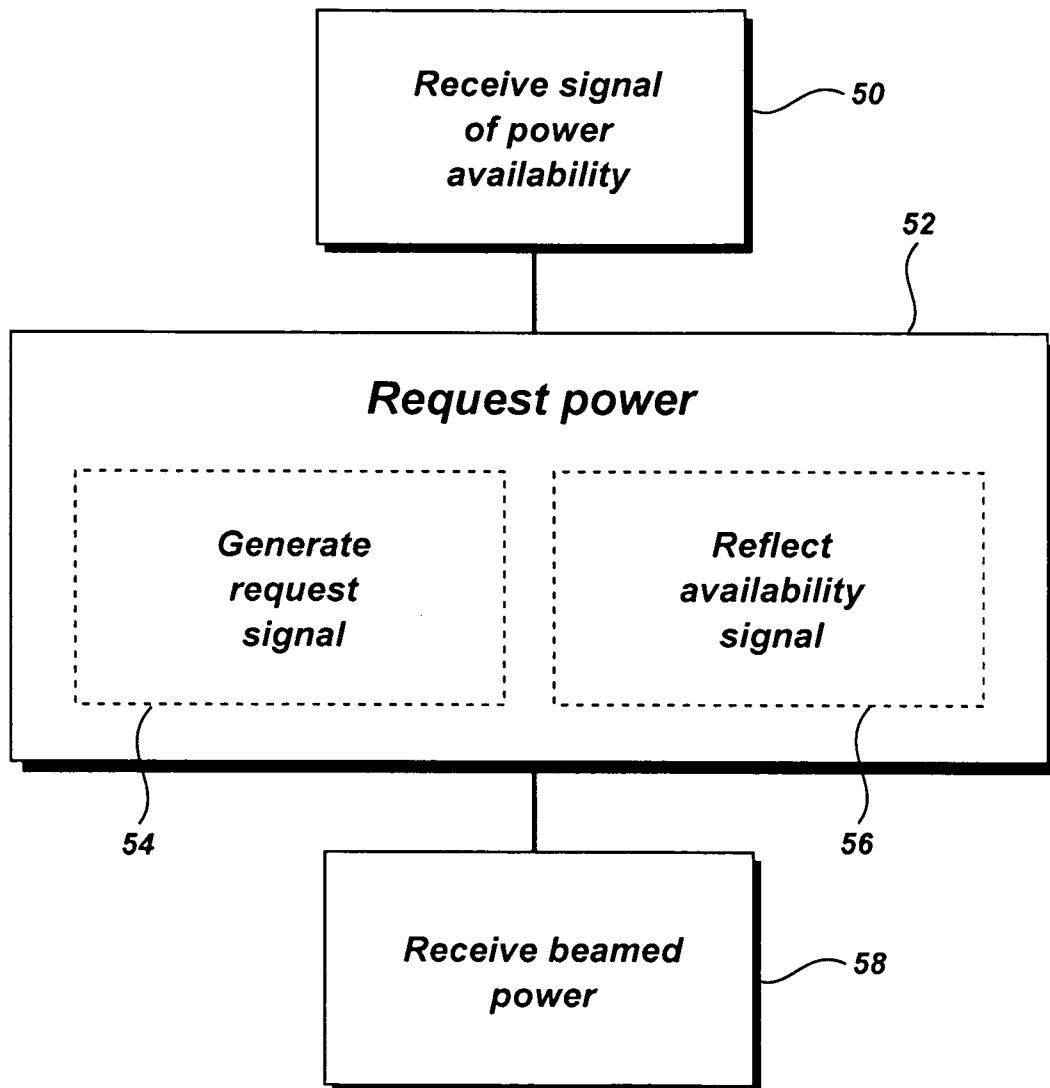 Receive signal
of power
availability
50
52
Request power
Generate
request
signal
Reflect
availability
signal
54
56
Receive beamed
power
58